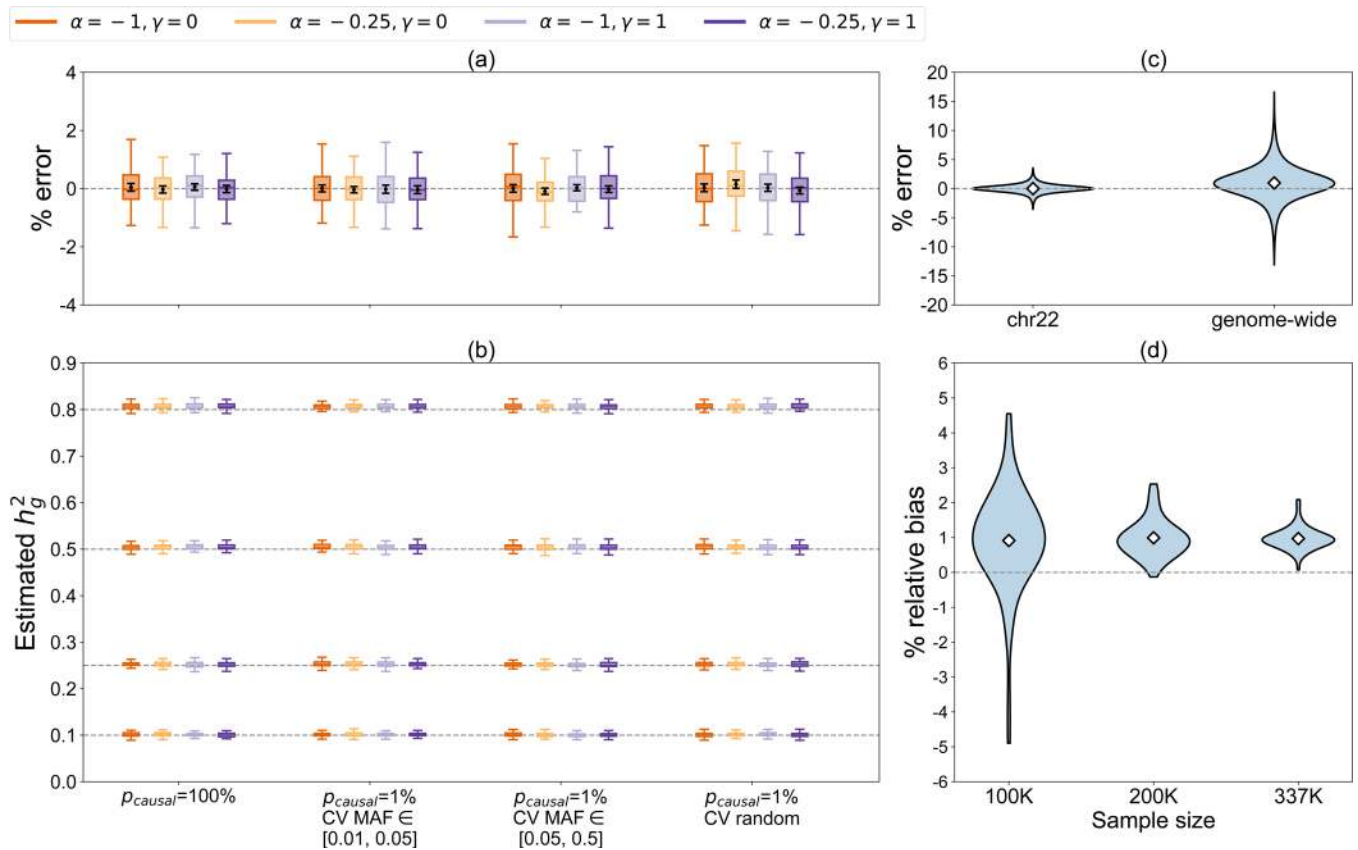 α = −1, γ = 0 α = −0.25, γ = 0 α = −1, γ = 1 α = −0.25, γ = 1
(a)
% error
4
2
0
−2
−4
(c)
% error
20
15
10
5
0
−5
−10
−15
−20
chr22 genome-wide
(b)
Estimated h²g
0.9
0.8
0.7
0.6
0.5
0.4
0.3
0.2
0.1
0.0
pcausal=100%
pcausal=1%
CV MAF ∈
[0.01, 0.05]
pcausal=1%
CV MAF ∈
[0.05, 0.5]
pcausal=1%
CV random
(d)
% relative bias
6
5
4
3
2
1
0
-1
-2
-3
-4
-5
-6
100K 200K 337K
Sample size